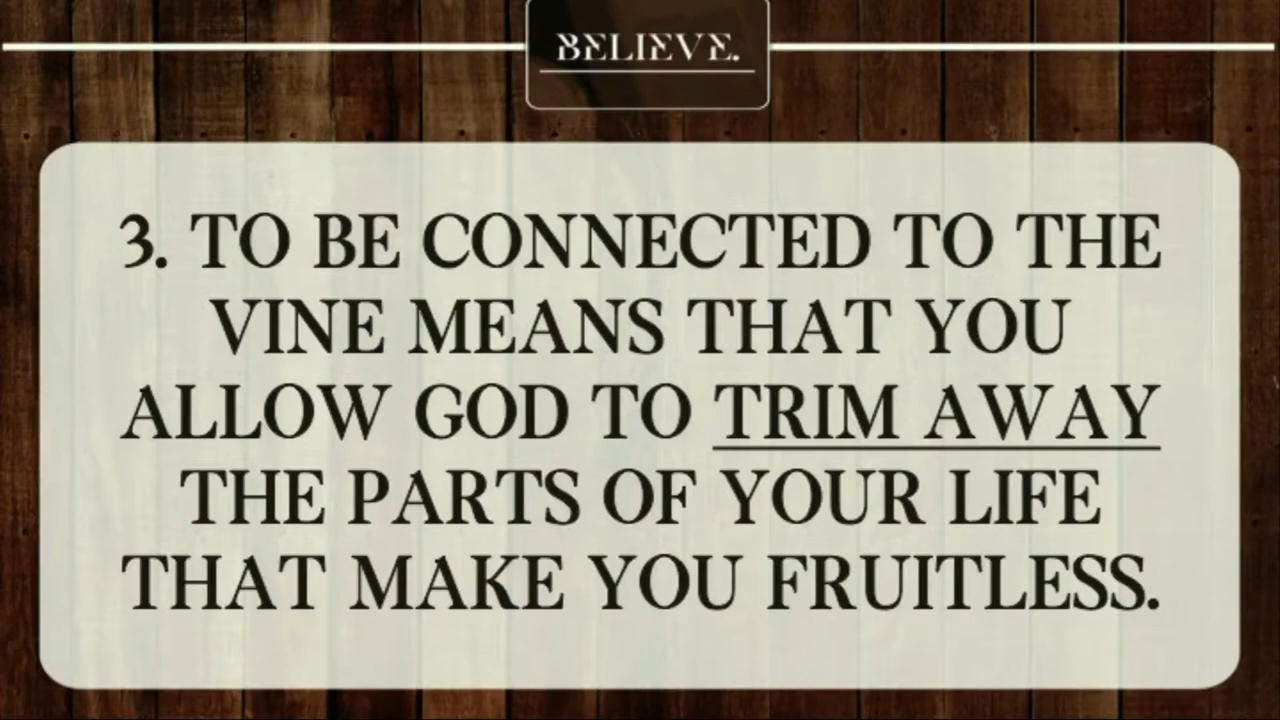 BELIEVE.
3. TO BE CONNECTED TO THE
VINE MEANS THAT YOU
ALLOW GOD TO TRIM AWAY
THE PARTS OF YOUR LIFE
THAT MAKE YOU FRUITLESS.